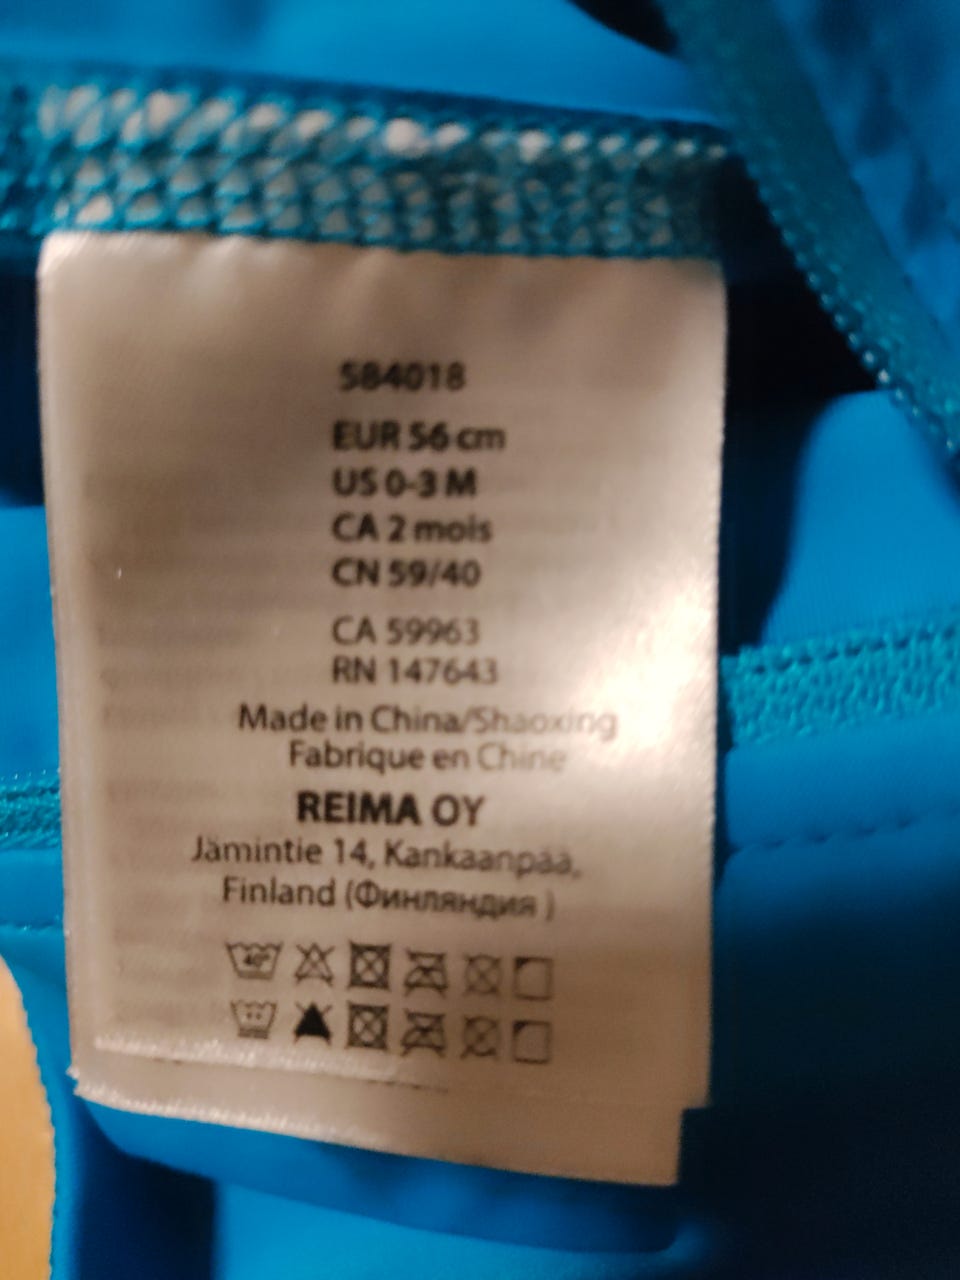 584018
EUR 56 cm
US 0-3 M
CA 2 mois
CN 59/40
CA 59963
RN 147643
Made in China/Shaoxing
Fabrique en Chine
REIMA OY
Jämintie 14, Kankaanpää,
Finland (Финляндия )
40°